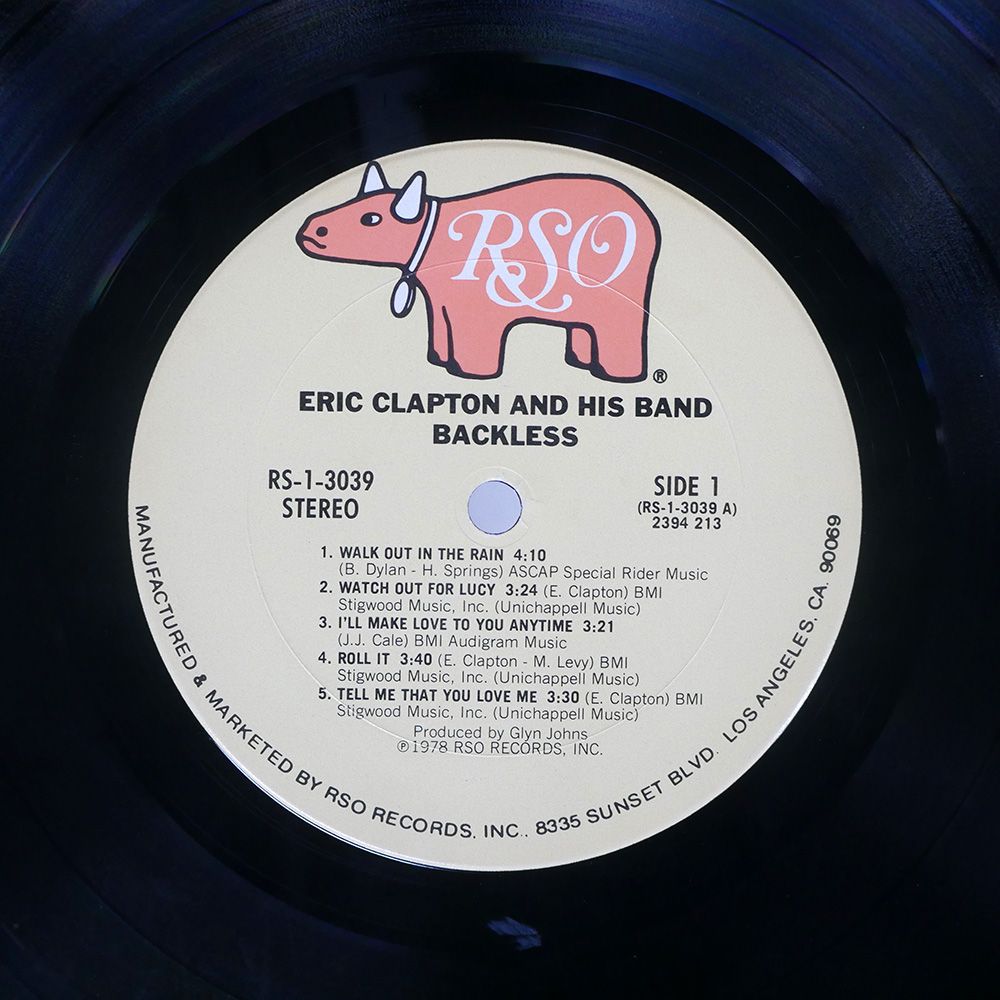 RSO
®
ERIC CLAPTON AND HIS BAND
BACKLESS
RS-1-3039
STEREO
SIDE 1
(RS-1-3039 A)
2394 213
1. WALK OUT IN THE RAIN 4:10
(B. Dylan - H. Springs) ASCAP Special Rider Music
2. WATCH OUT FOR LUCY 3:24 (E. Clapton) BMI
Stigwood Music, Inc. (Unichappell Music)
3. I'LL MAKE LOVE TO YOU ANYTIME 3:21
(J.J. Cale) BMI Audigram Music
4. ROLL IT 3:40 (E. Clapton - M. Levy) BMI
Stigwood Music, Inc. (Unichappell Music)
5. TELL ME THAT YOU LOVE ME 3:30 (E. Clapton) BMI
Stigwood Music, Inc. (Unichappell Music)
Produced by Glyn Johns
℗1978 RSO RECORDS, INC.
MANUFACTURED & MARKETED BY RSO RECORDS, INC., 8335 SUNSET BLVD. LOS ANGELES, CA. 90069